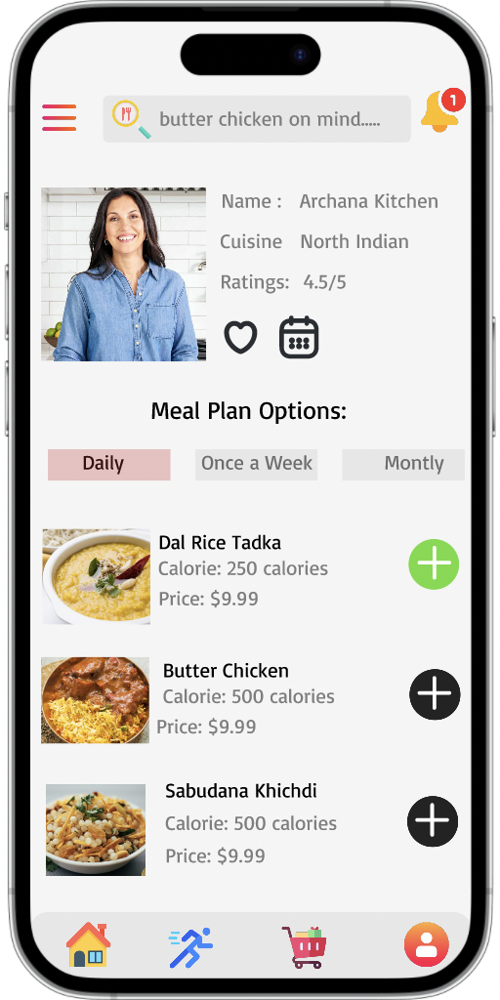 butter chicken on mind.....
1
Name : Archana Kitchen
Cuisine North Indian
Ratings: 4.5/5
Meal Plan Options:
Daily Once a Week Montly
Dal Rice Tadka
Calorie: 250 calories
Price: $9.99
Butter Chicken
Calorie: 500 calories
Price: $9.99
Sabudana Khichdi
Calorie: 500 calories
Price: $9.99